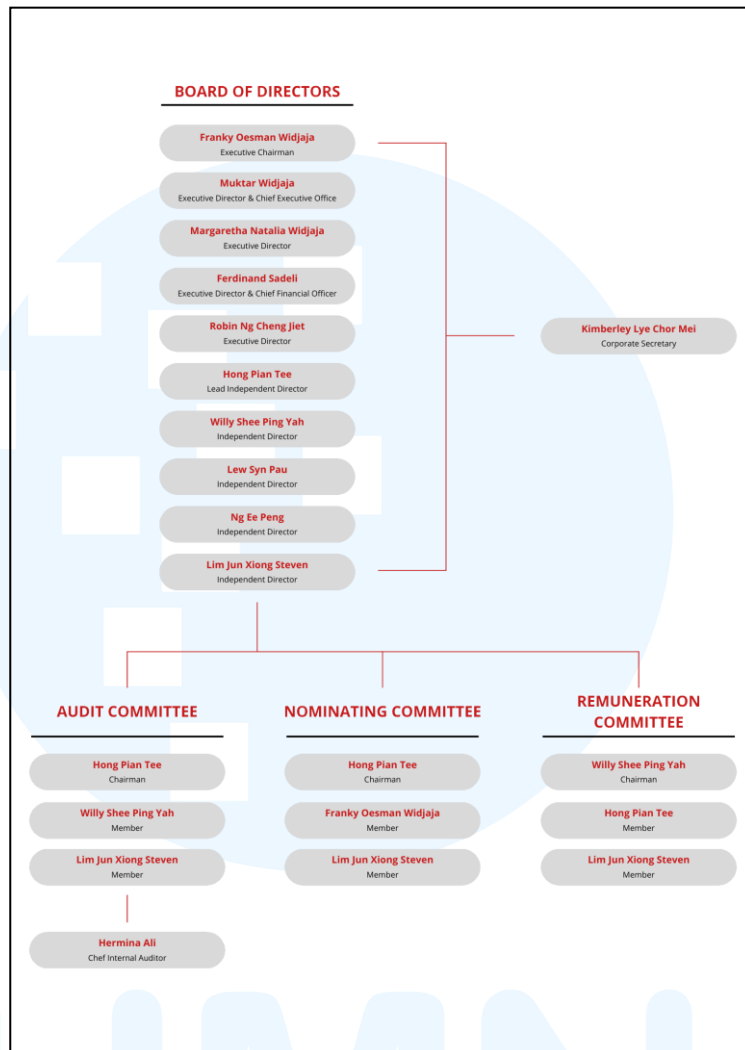 BOARD OF DIRECTORS
Franky Oesman Widjaja
Executive Chairman
Muktar Widjaja
Executive Director & Chief Executive Office
Margaretha Natalia Widjaja
Executive Director
Ferdinand Sadeli
Executive Director & Chief Financial Officer
Robin Ng Cheng Jiet
Executive Director
Hong Pian Tee
Lead Independent Director
Willy Shee Ping Yah
Independent Director
Lew Syn Pau
Independent Director
Ng Ee Peng
Independent Director
Lim Jun Xiong Steven
Independent Director
Kimberley Lye Chor Mei
Corporate Secretary
AUDIT COMMITTEE
Hong Pian Tee
Chairman
Willy Shee Ping Yah
Member
Lim Jun Xiong Steven
Member
Hermina Ali
Chef Internal Auditor
NOMINATING COMMITTEE
Hong Pian Tee
Chairman
Franky Oesman Widjaja
Member
Lim Jun Xiong Steven
Member
REMUNERATION
COMMITTEE
Willy Shee Ping Yah
Chairman
Hong Pian Tee
Member
Lim Jun Xiong Steven
Member